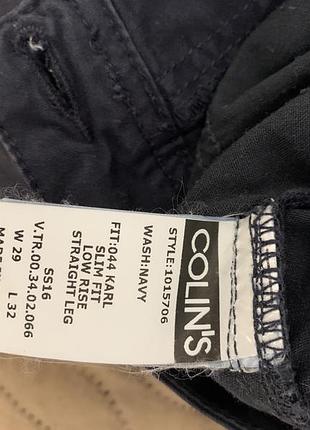 COLIN'S
STYLE:1015706
WASH:NAVY
FIT:044 KARL
SLIM FIT
LOW RISE
STRAIGHT LEG
SS16
V.TR.00.34.02.066
W 29 L 32